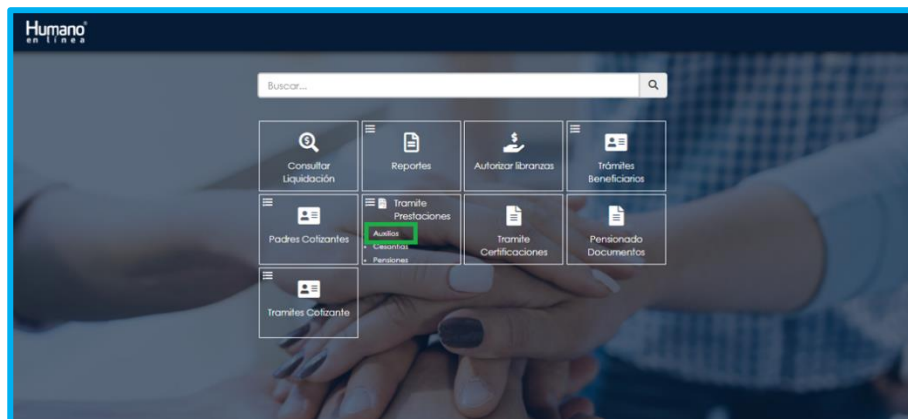 Humano®
en línea
Buscar...
Consultar
Liquidación
Reportes
Autorizar libranzas
Trámites
Beneficiarios
Padres Cotizantes
Tramite
Prestaciones
Auxilios
Cesantías
Pensiones
Tramite
Certificaciones
Pensionado
Documentos
Tramites Cotizante